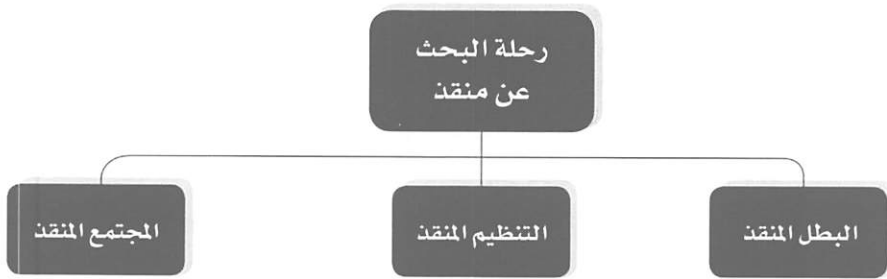 رحلة البحث
عن منقذ
البطل المنقذ
التنظيم المنقذ
المجتمع المنقذ